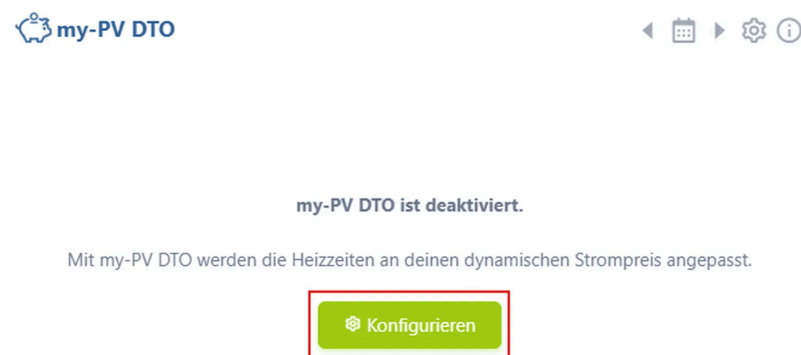 my-PV DTO
my-PV DTO ist deaktiviert.
Mit my-PV DTO werden die Heizzeiten an deinen dynamischen Strompreis angepasst.
Konfigurieren